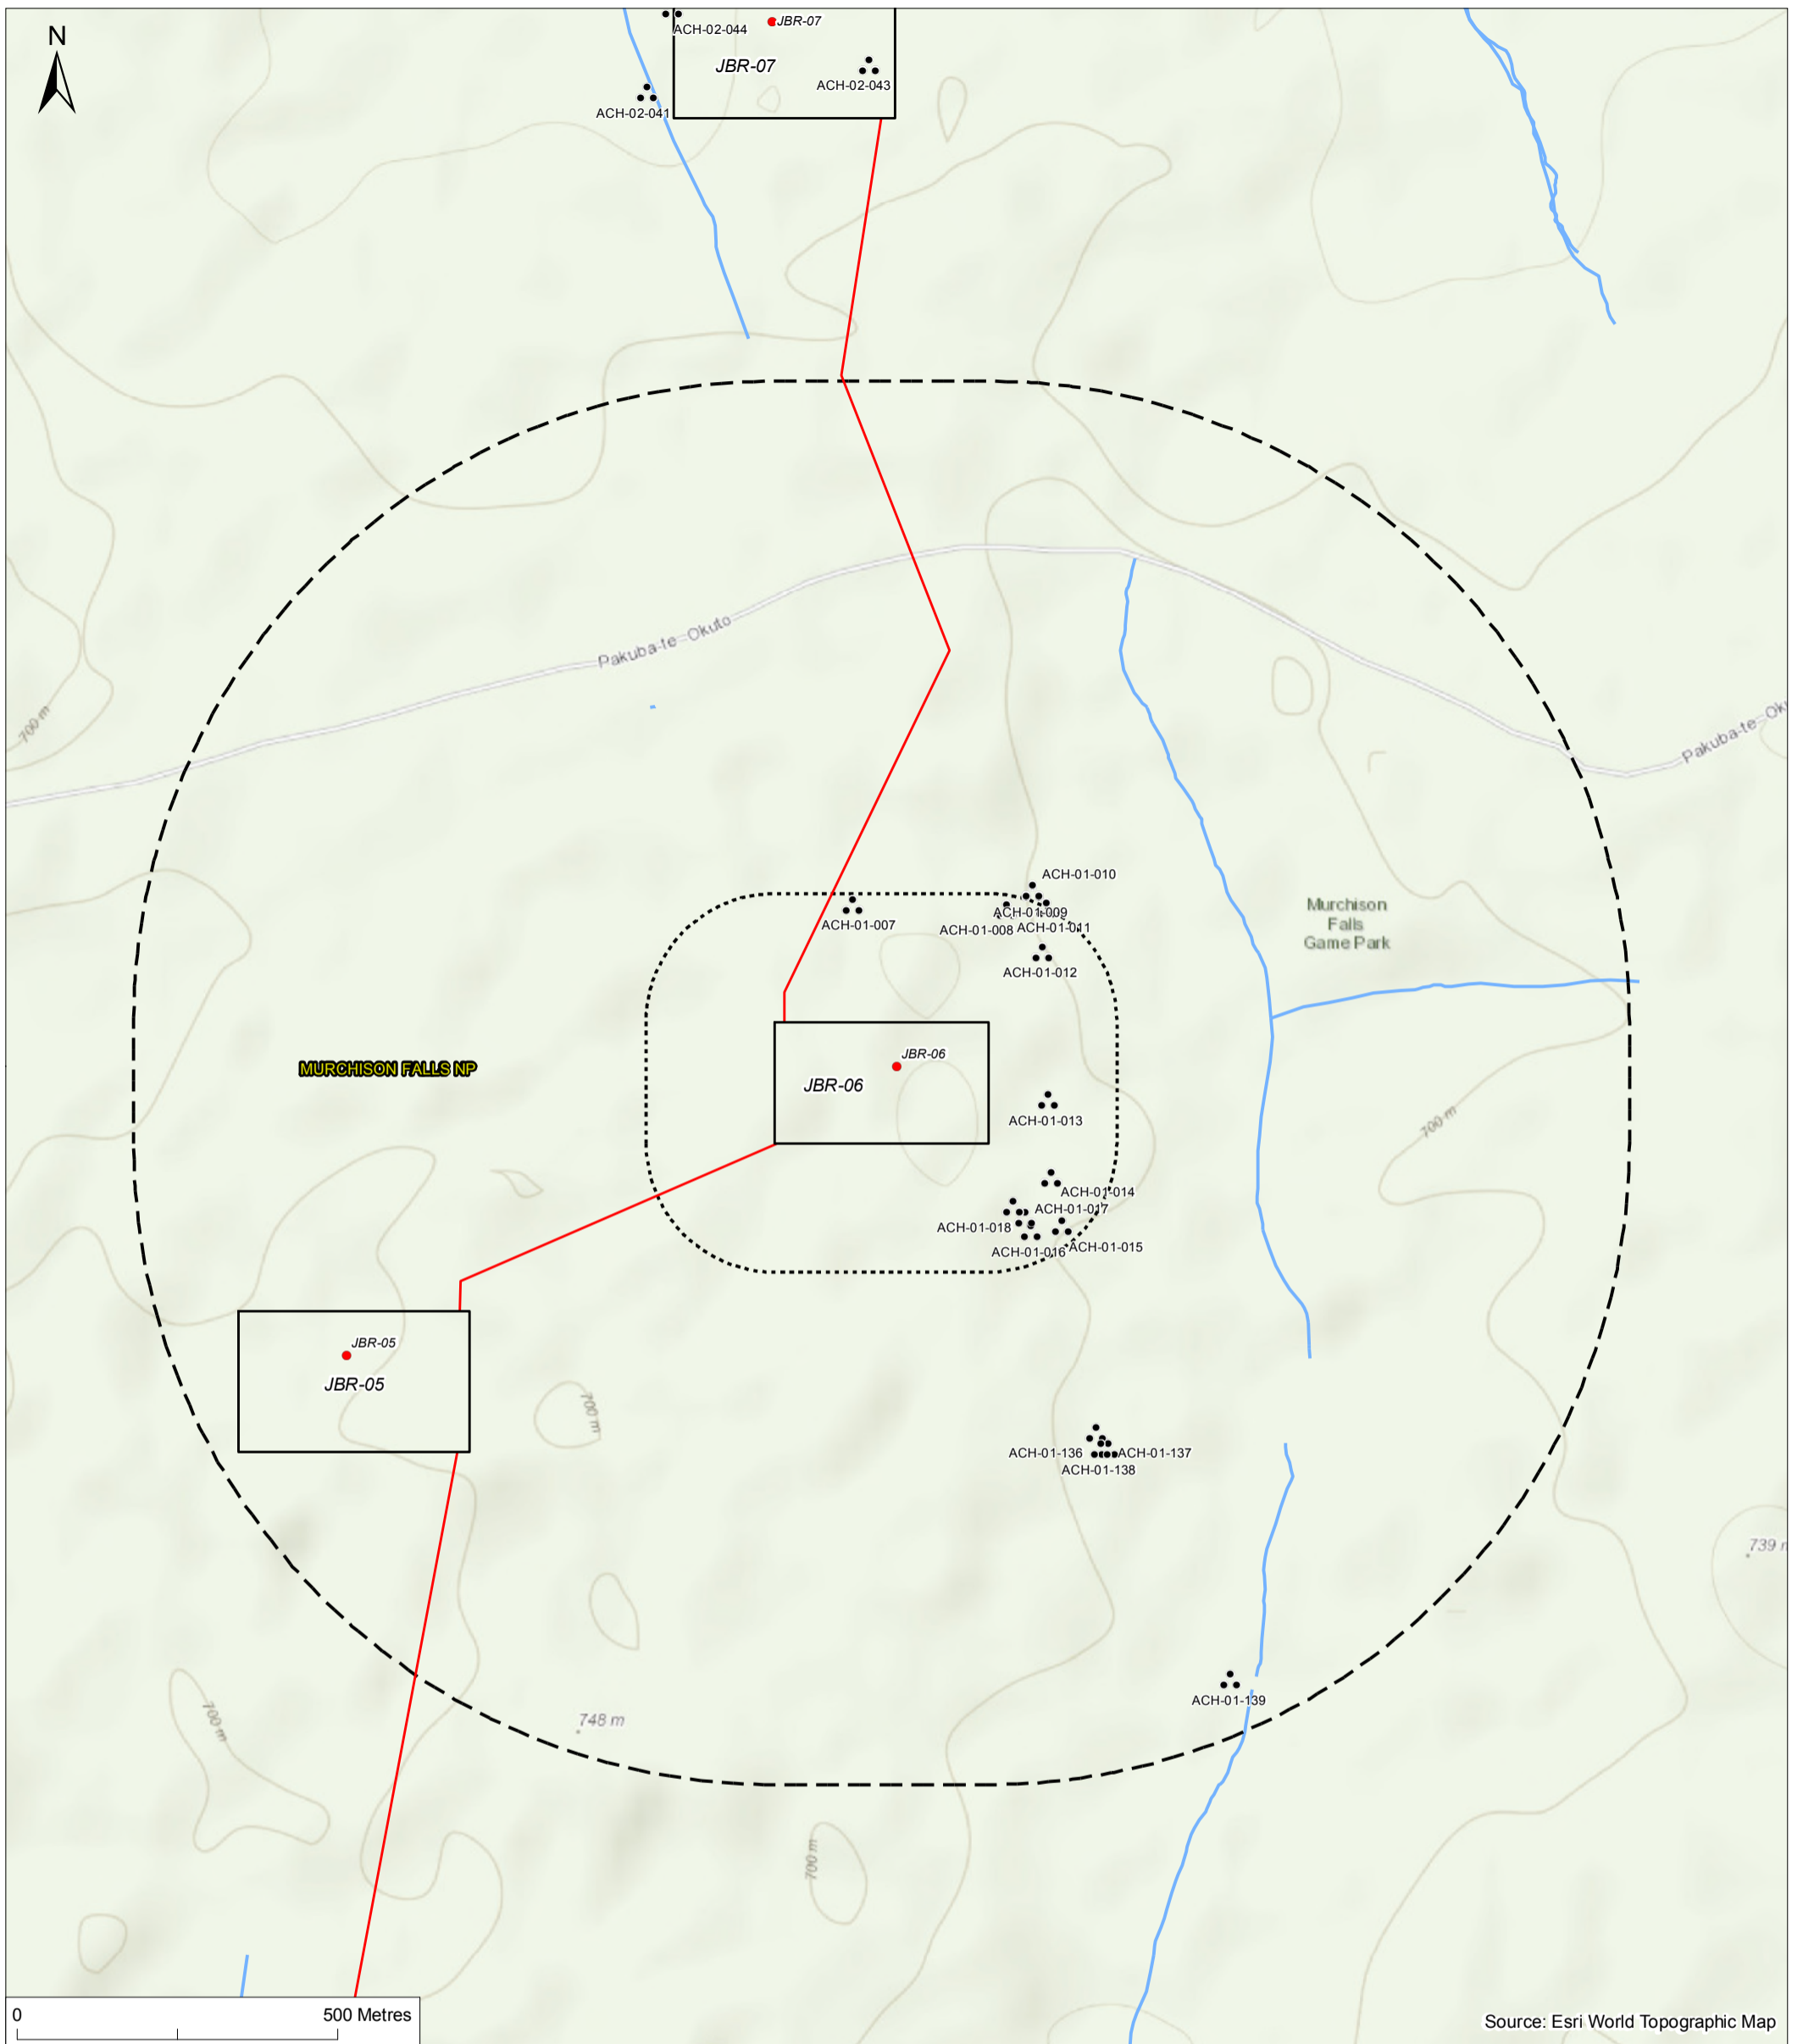 N
ACH-02-044
JBR-07
JBR-07
ACH-02-043
ACH-02-041
Pakuba-te-Okuto
700 m
Pakuba-te-Oku
ACH-01-010
ACH-01-009
ACH-01-007
ACH-01-008
ACH-01-011
Murchison
Falls
Game Park
ACH-01-012
JBR-06
MURCHISON FALLS NP
JBR-06
ACH-01-013
700 m
ACH-01-014
ACH-01-017
ACH-01-018
ACH-01-016
ACH-01-015
JBR-05
JBR-05
700 m
ACH-01-136
ACH-01-137
ACH-01-138
739 m
ACH-01-139
700 m
748 m
700 m
0
500 Metres
Source: Esri World Topographic Map